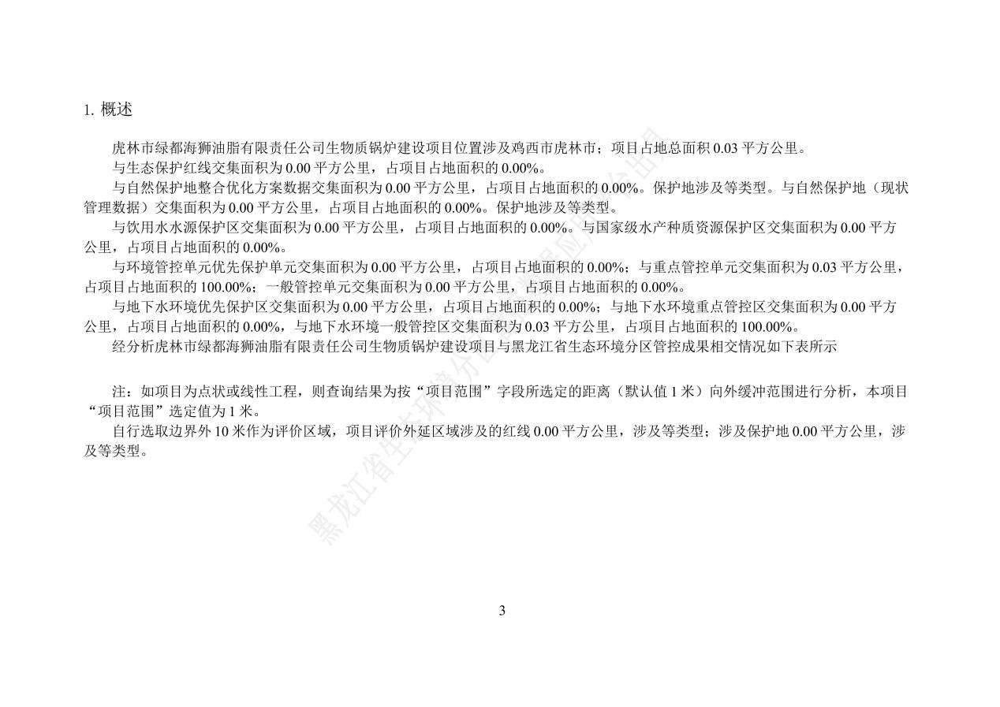 1. 概述
虎林市绿都海狮油脂有限责任公司生物质锅炉建设项目位置涉及鸡西市虎林市；项目占地总面积 0.03 平方公里。
与生态保护红线交集面积为 0.00 平方公里，占项目占地面积的 0.00%。
与自然保护地整合优化方案数据交集面积为 0.00 平方公里，占项目占地面积的 0.00%。保护地涉及等类型。与自然保护地（现状
管理数据）交集面积为 0.00 平方公里，占项目占地面积的 0.00%。保护地涉及等类型。
与饮用水水源保护区交集面积为 0.00 平方公里，占项目占地面积的 0.00%。与国家级水产种质资源保护区交集面积为 0.00 平方
公里，占项目占地面积的 0.00%。
与环境管控单元优先保护单元交集面积为 0.00 平方公里，占项目占地面积的 0.00%；与重点管控单元交集面积为 0.03 平方公里，
占项目占地面积的 100.00%；一般管控单元交集面积为 0.00 平方公里，占项目占地面积的 0.00%。
与地下水环境优先保护区交集面积为 0.00 平方公里，占项目占地面积的 0.00%；与地下水环境重点管控区交集面积为 0.00 平方
公里，占项目占地面积的 0.00%，与地下水环境一般管控区交集面积为 0.03 平方公里，占项目占地面积的 100.00%。
经分析虎林市绿都海狮油脂有限责任公司生物质锅炉建设项目与黑龙江省生态环境分区管控成果相交情况如下表所示
注：如项目为点状或线性工程，则查询结果为按“项目范围”字段所选定的距离（默认值 1 米）向外缓冲范围进行分析，本项目
“项目范围”选定值为 1 米。
自行选取边界外 10 米作为评价区域，项目评价外延区域涉及的红线 0.00 平方公里，涉及等类型；涉及保护地 0.00 平方公里，涉
及等类型。
3